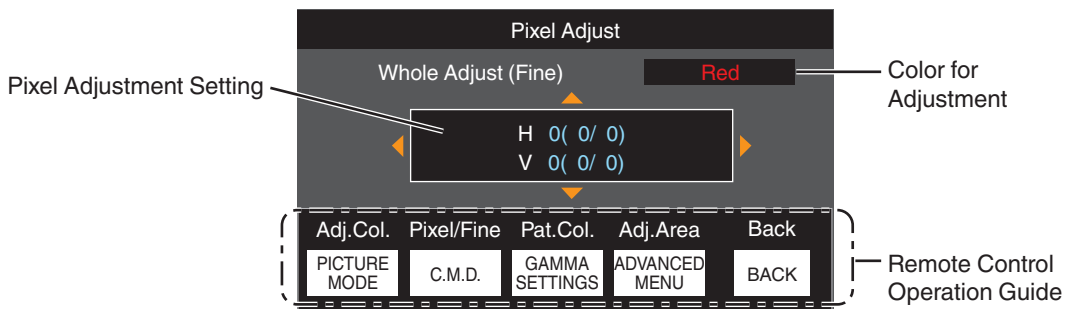 Pixel Adjust
Whole Adjust (Fine) Red
Pixel Adjustment Setting
Color for
Adjustment
H 0( 0/ 0)
V 0( 0/ 0)
Adj.Col. Pixel/Fine Pat.Col. Adj.Area Back
PICTURE
MODE
C.M.D.
GAMMA
SETTINGS
ADVANCED
MENU
BACK
Remote Control
Operation Guide